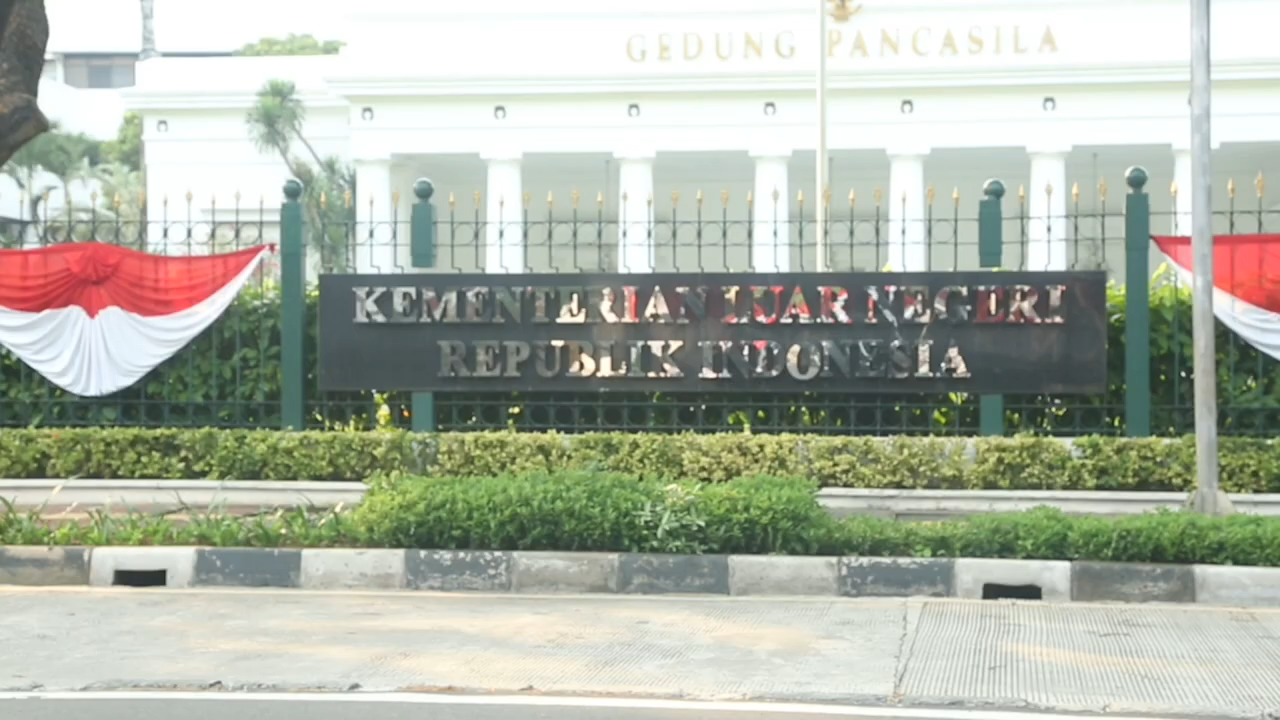 GEDUNG PANCASILA
KEMENTERIAN LUAR NEGERI
REPUBLIK INDONESIA